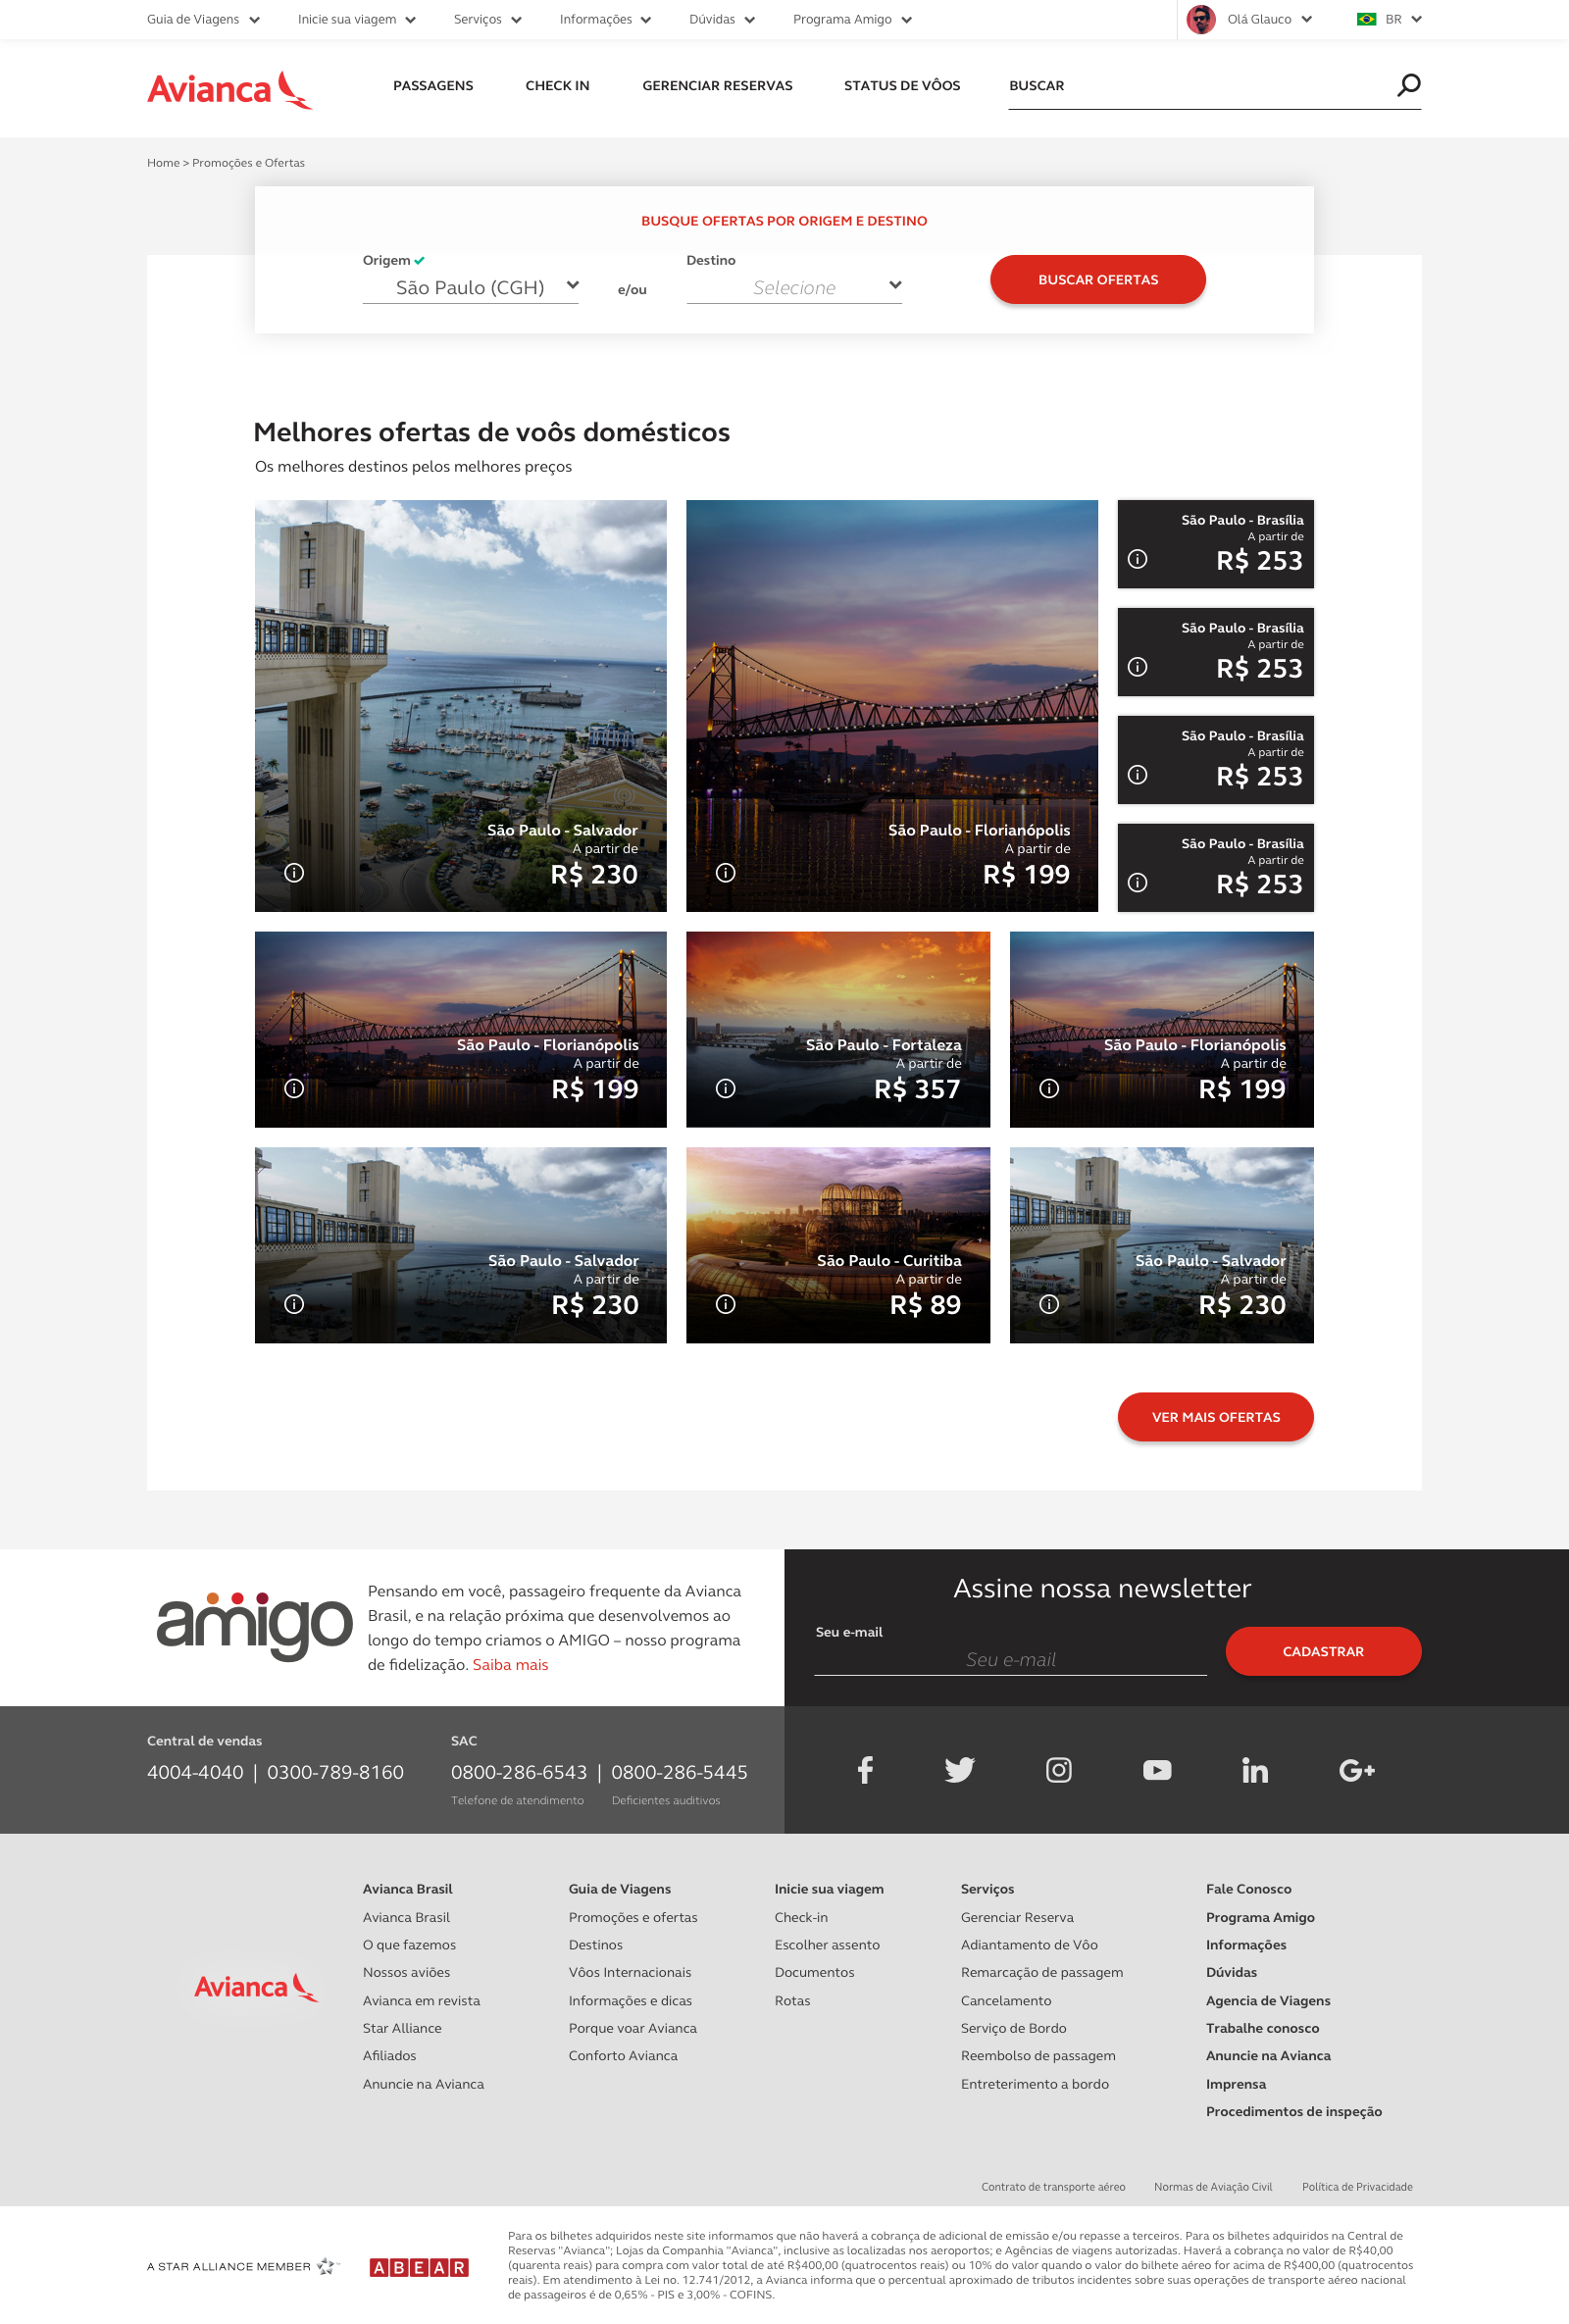 Guia de Viagens
Inicie sua viagem
Serviços
Informações
Dúvidas
Programa Amigo
Olá Glauco
BR
Avianca
PASSAGENS
CHECK IN
GERENCIAR RESERVAS
STATUS DE VÔOS
BUSCAR
Home > Promoções e Ofertas
BUSQUE OFERTAS POR ORIGEM E DESTINO
Origem
São Paulo (CGH)
e/ou
Destino
Selecione
BUSCAR OFERTAS
Melhores ofertas de voôs domésticos
Os melhores destinos pelos melhores preços
São Paulo - Salvador
A partir de
R$ 230
São Paulo - Florianópolis
A partir de
R$ 199
São Paulo - Brasília
A partir de
R$ 253
São Paulo - Brasília
A partir de
R$ 253
São Paulo - Brasília
A partir de
R$ 253
São Paulo - Brasília
A partir de
R$ 253
São Paulo - Florianópolis
A partir de
R$ 199
São Paulo - Fortaleza
A partir de
R$ 357
São Paulo - Florianópolis
A partir de
R$ 199
São Paulo - Salvador
A partir de
R$ 230
São Paulo - Curitiba
A partir de
R$ 89
São Paulo - Salvador
A partir de
R$ 230
VER MAIS OFERTAS
amigo
Pensando em você, passageiro frequente da Avianca
Brasil, e na relação próxima que desenvolvemos ao
longo do tempo criamos o AMIGO – nosso programa
de fidelização. Saiba mais
Assine nossa newsletter
Seu e-mail
Seu e-mail
CADASTRAR
Central de vendas
4004-4040 | 0300-789-8160
SAC
0800-286-6543 | 0800-286-5445
Telefone de atendimento
Deficientes auditivos
Avianca
Avianca Brasil
Avianca Brasil
O que fazemos
Nossos aviões
Avianca em revista
Star Alliance
Afiliados
Anuncie na Avianca
Guia de Viagens
Promoções e ofertas
Destinos
Vôos Internacionais
Informações e dicas
Porque voar Avianca
Conforto Avianca
Inicie sua viagem
Check-in
Escolher assento
Documentos
Rotas
Serviços
Gerenciar Reserva
Adiantamento de Vôo
Remarcação de passagem
Cancelamento
Serviço de Bordo
Reembolso de passagem
Entreterimento a bordo
Fale Conosco
Programa Amigo
Informações
Dúvidas
Agencia de Viagens
Trabalhe conosco
Anuncie na Avianca
Imprensa
Procedimentos de inspeção
Contrato de transporte aéreo
Normas de Aviação Civil
Política de Privacidade
A STAR ALLIANCE MEMBER
ABEAR
Para os bilhetes adquiridos neste site informamos que não haverá a cobrança de adicional de emissão e/ou repasse a terceiros. Para os bilhetes adquiridos na Central de
Reservas "Avianca"; Lojas da Companhia "Avianca", inclusive as localizadas nos aeroportos; e Agências de viagens autorizadas. Haverá a cobrança no valor de R$40,00
(quarenta reais) para compra com valor total de até R$400,00 (quatrocentos reais) ou 10% do valor quando o valor do bilhete aéreo for acima de R$400,00 (quatrocentos
reais). Em atendimento à Lei no. 12.741/2012, a Avianca informa que o percentual aproximado de tributos incidentes sobre suas operações de transporte aéreo nacional
de passageiros é de 0,65% - PIS e 3,00% - COFINS.